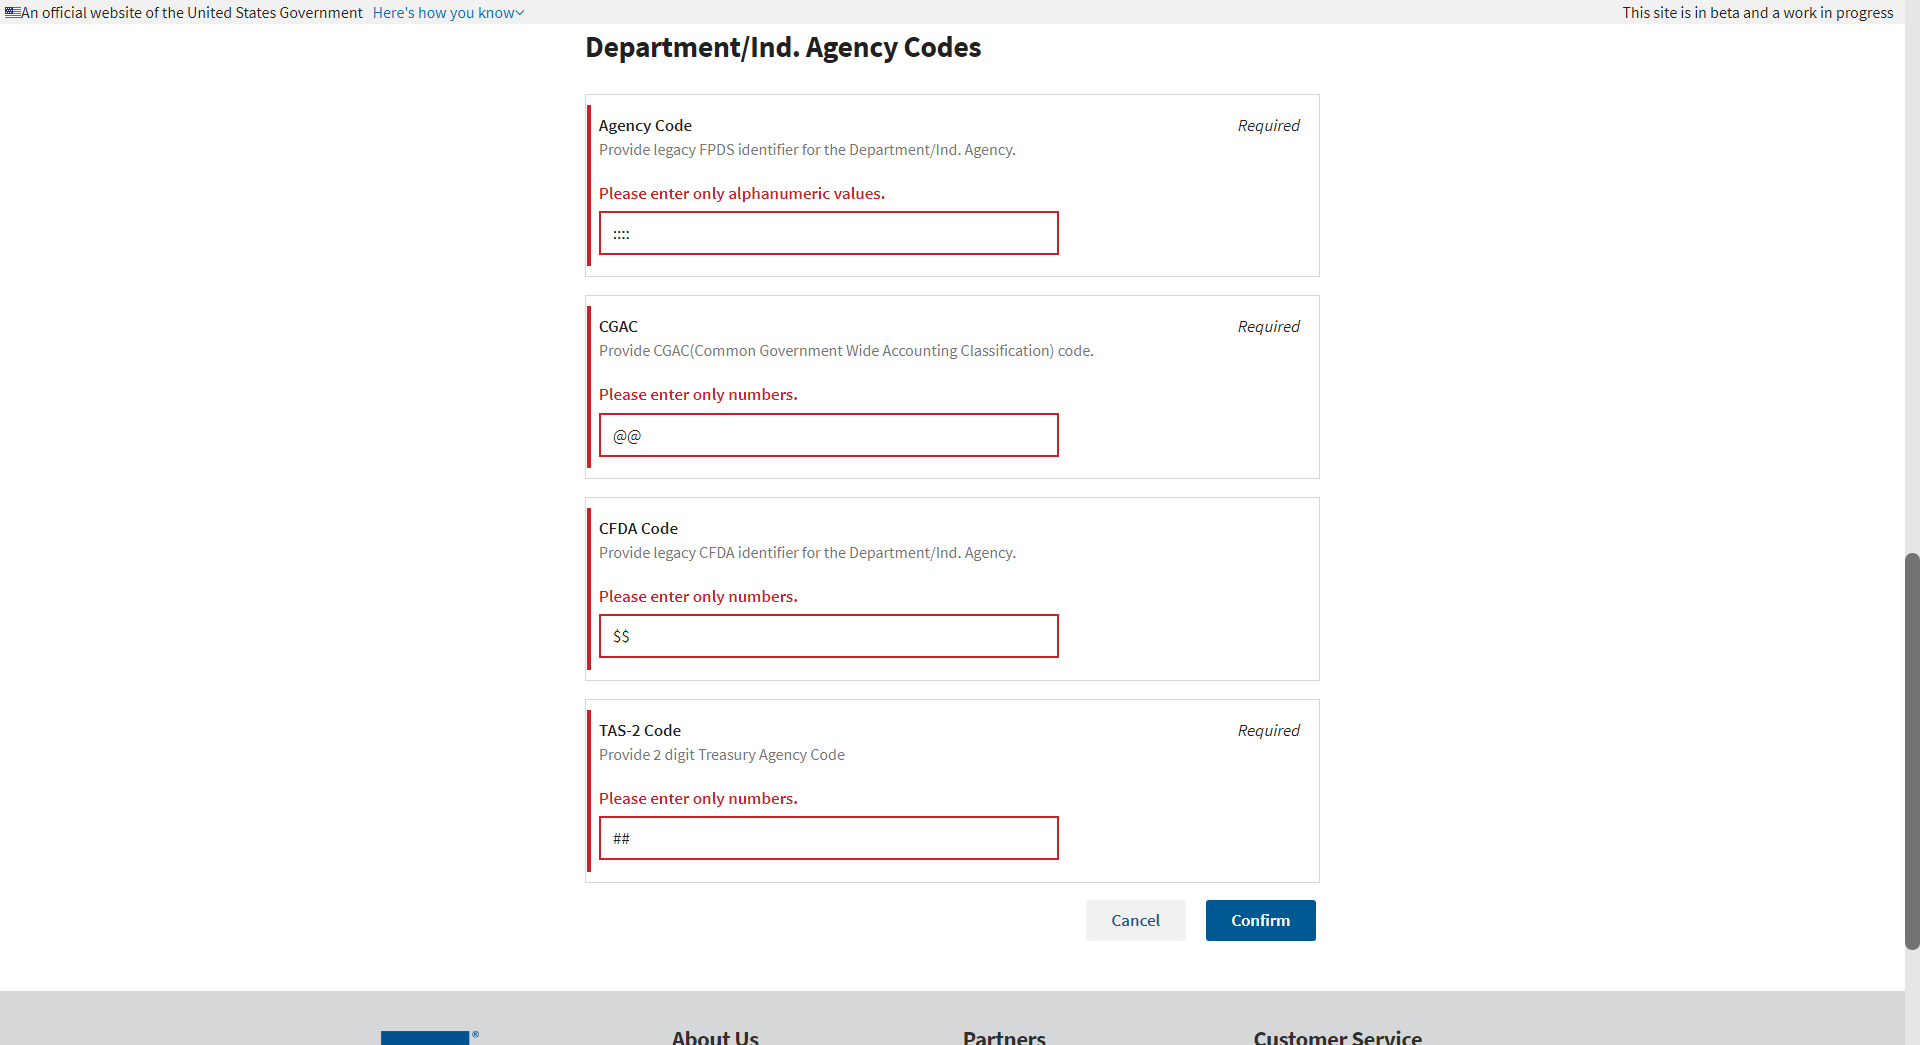 An official website of the United States Government Here's how you know
This site is in beta and a work in progress
Department/Ind. Agency Codes
Agency Code
Required
Provide legacy FPDS identifier for the Department/Ind. Agency.
Please enter only alphanumeric values.
::::
CGAC
Required
Provide CGAC(Common Government Wide Accounting Classification) code.
Please enter only numbers.
@@
CFDA Code
Provide legacy CFDA identifier for the Department/Ind. Agency.
Please enter only numbers.
$$
TAS-2 Code
Required
Provide 2 digit Treasury Agency Code
Please enter only numbers.
##
Cancel
Confirm
®
About Us
Partners
Customer Service